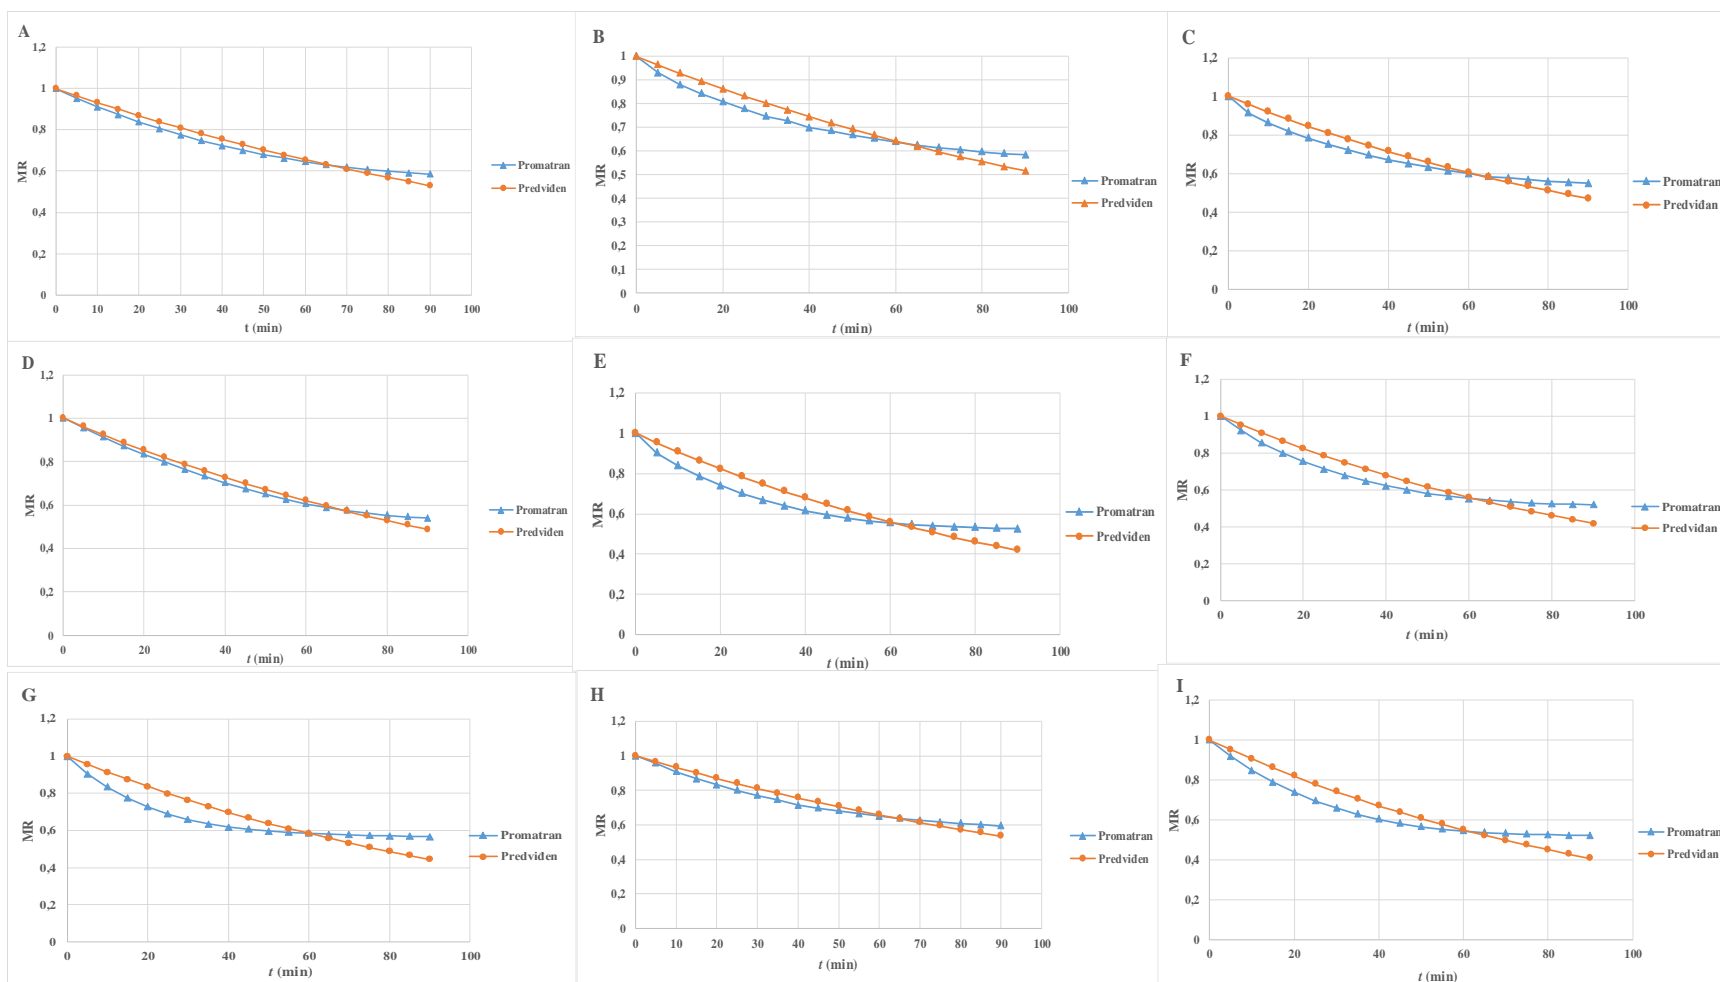 A
1,2
1
0,8
0,6
0,4
0,2
0
MR
0 10 20 30 40 50 60 70 80 90 100
t (min)
Promatran
Predviden
B
1
0,9
0,8
0,7
0,6
0,5
0,4
0,3
0,2
0,1
0
MR
0 20 40 60 80 100
t (min)
Promatran
Predviden
C
1,2
1
0,8
0,6
0,4
0,2
0
MR
0 20 40 60 80 100
t (min)
Promatran
Predviđan
D
1,2
1
0,8
0,6
0,4
0,2
0
MR
0 20 40 60 80 100
t (min)
Promatran
Predviden
E
1,2
1
0,8
0,6
0,4
0,2
0
MR
0 20 40 60 80 100
t (min)
Promatran
Predviden
F
1,2
1
0,8
0,6
0,4
0,2
0
MR
0 20 40 60 80 100
t (min)
Promatran
Predviđan
G
1,2
1
0,8
0,6
0,4
0,2
0
MR
0 20 40 60 80 100
t (min)
Promatran
Predviden
H
1,2
1
0,8
0,6
0,4
0,2
0
MR
0 10 20 30 40 50 60 70 80 90 100
t (min)
Promatran
Predviden
I
1,2
1
0,8
0,6
0,4
0,2
0
MR
0 20 40 60 80 100
t (min)
Promatran
Predviđan